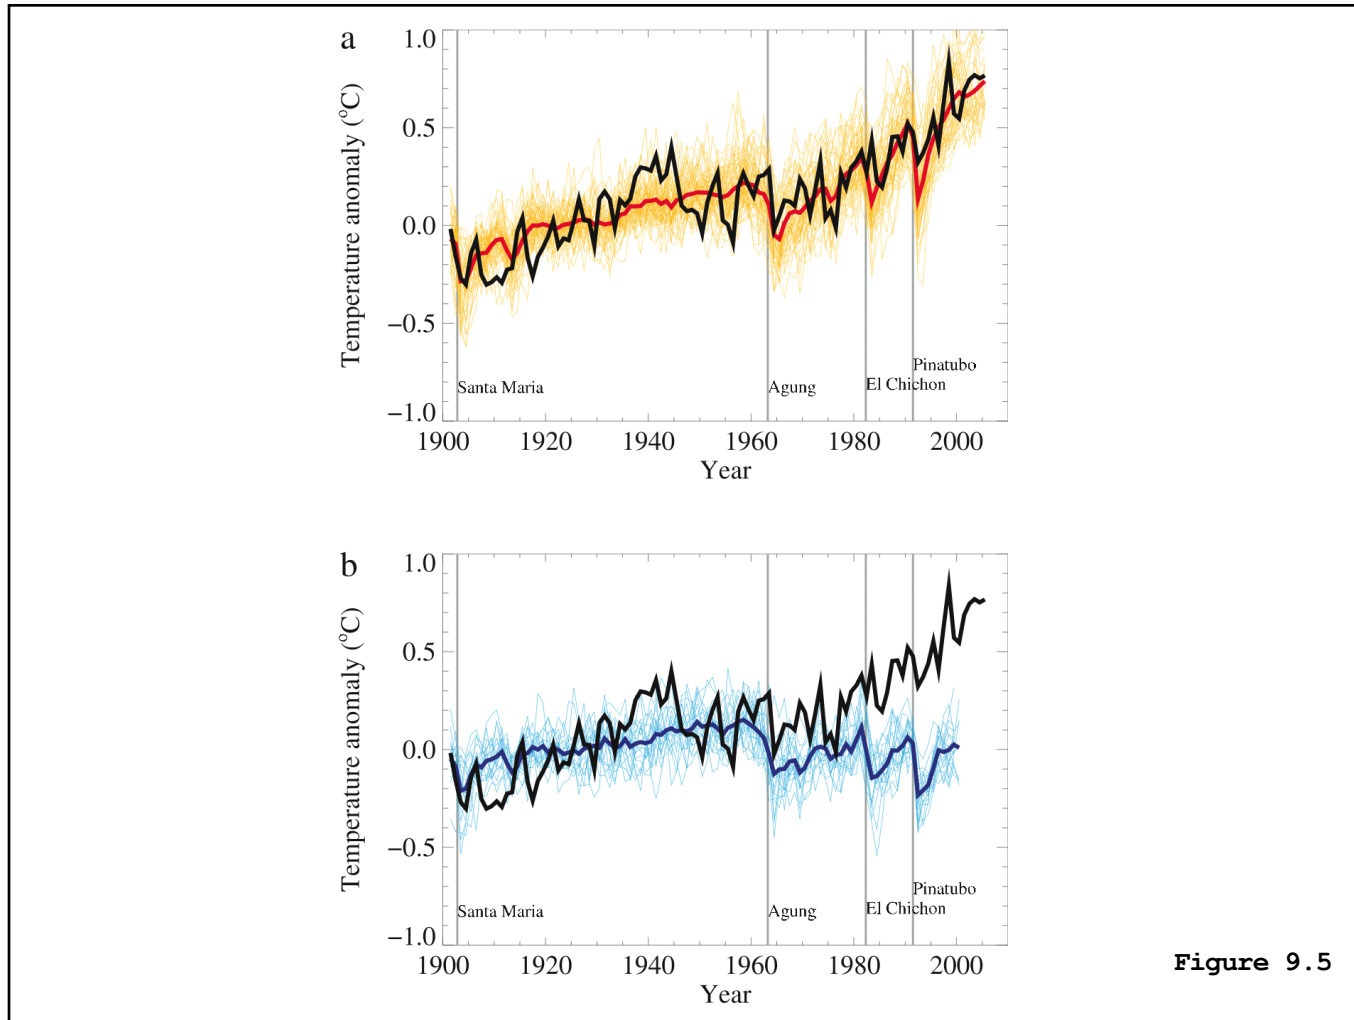 a
1.0
0.5
0.0
−0.5
−1.0
Temperature anomaly (°C)
Santa Maria
Agung
El Chichon
Pinatubo
1900 1920 1940 1960 1980 2000
Year
b
1.0
0.5
0.0
−0.5
−1.0
Temperature anomaly (°C)
Santa Maria
Agung
El Chichon
Pinatubo
1900 1920 1940 1960 1980 2000
Year
Figure 9.5